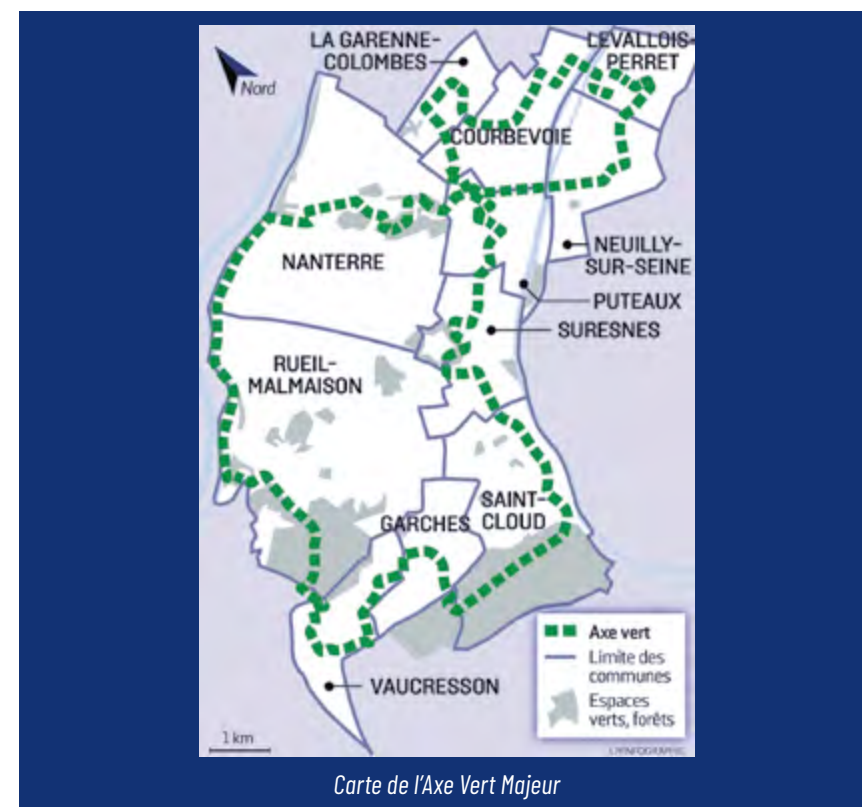 LA GARENNE-
COLOMBES
LEVALLOIS-
PERRET
Nord
COURBEVOIE
NANTERRE
NEUILLY-
SUR-SEINE
PUTEAUX
SURESNES
RUEIL-
MALMAISON
SAINT-
CLOUD
GARCHES
VAUCRESSON
Axe vert
Limite des
communes
Espaces
verts, forêts
1 km
Carte de l'Axe Vert Majeur